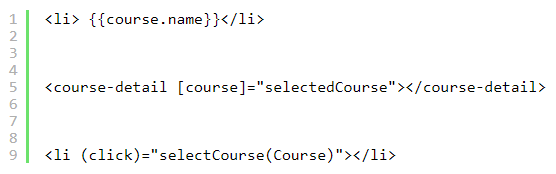 1 <li> {{course.name}}</li>
2
3
4
5 <course-detail [course]="selectedCourse"></course-detail>
6
7
8
9 <li (click)="selectCourse(Course)"></li>